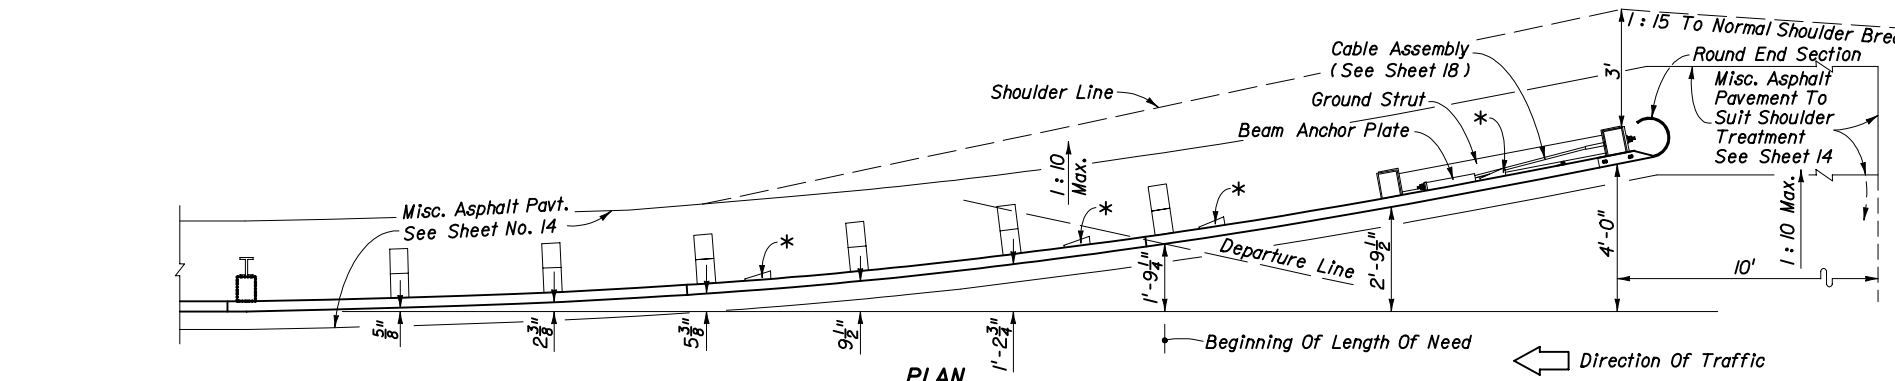 1 : 15 To Normal Shoulder
Cable Assembly
(See Sheet 18)
Round End Section
3'
Shoulder Line
Ground Strut
*
Misc. Asphalt
Pavement To
Suit Shoulder
Treatment
See Sheet 14
Beam Anchor Plate
1 : 10
Max.
Misc. Asphalt Pavt.
See Sheet No. 14
*
*
*
Departure Line
1 : 10 Max.
10'
5/8"
2 3/8"
5 3/8"
9 1/2"
1'-2 3/4"
1'-9 1/4"
2'-9 1/2"
4'-0"
Beginning Of Length Of Need
Direction Of Traffic
PLAN